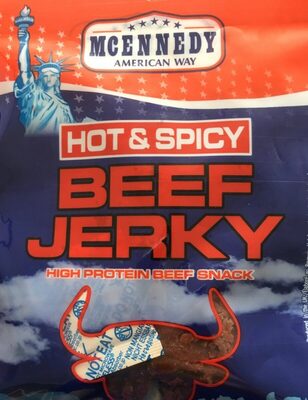 MCENNEDY
AMERICAN WAY
HOT & SPICY
BEEF
JERKY
HIGH PROTEIN BEEF SNACK